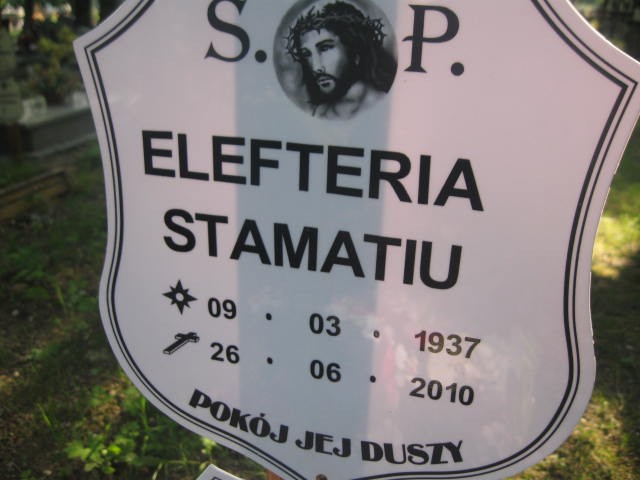 S. P.
ELEFTERIA
STAMATIU
09 . 03 . 1937
26 . 06 . 2010
POKÓJ JEJ DUSZY